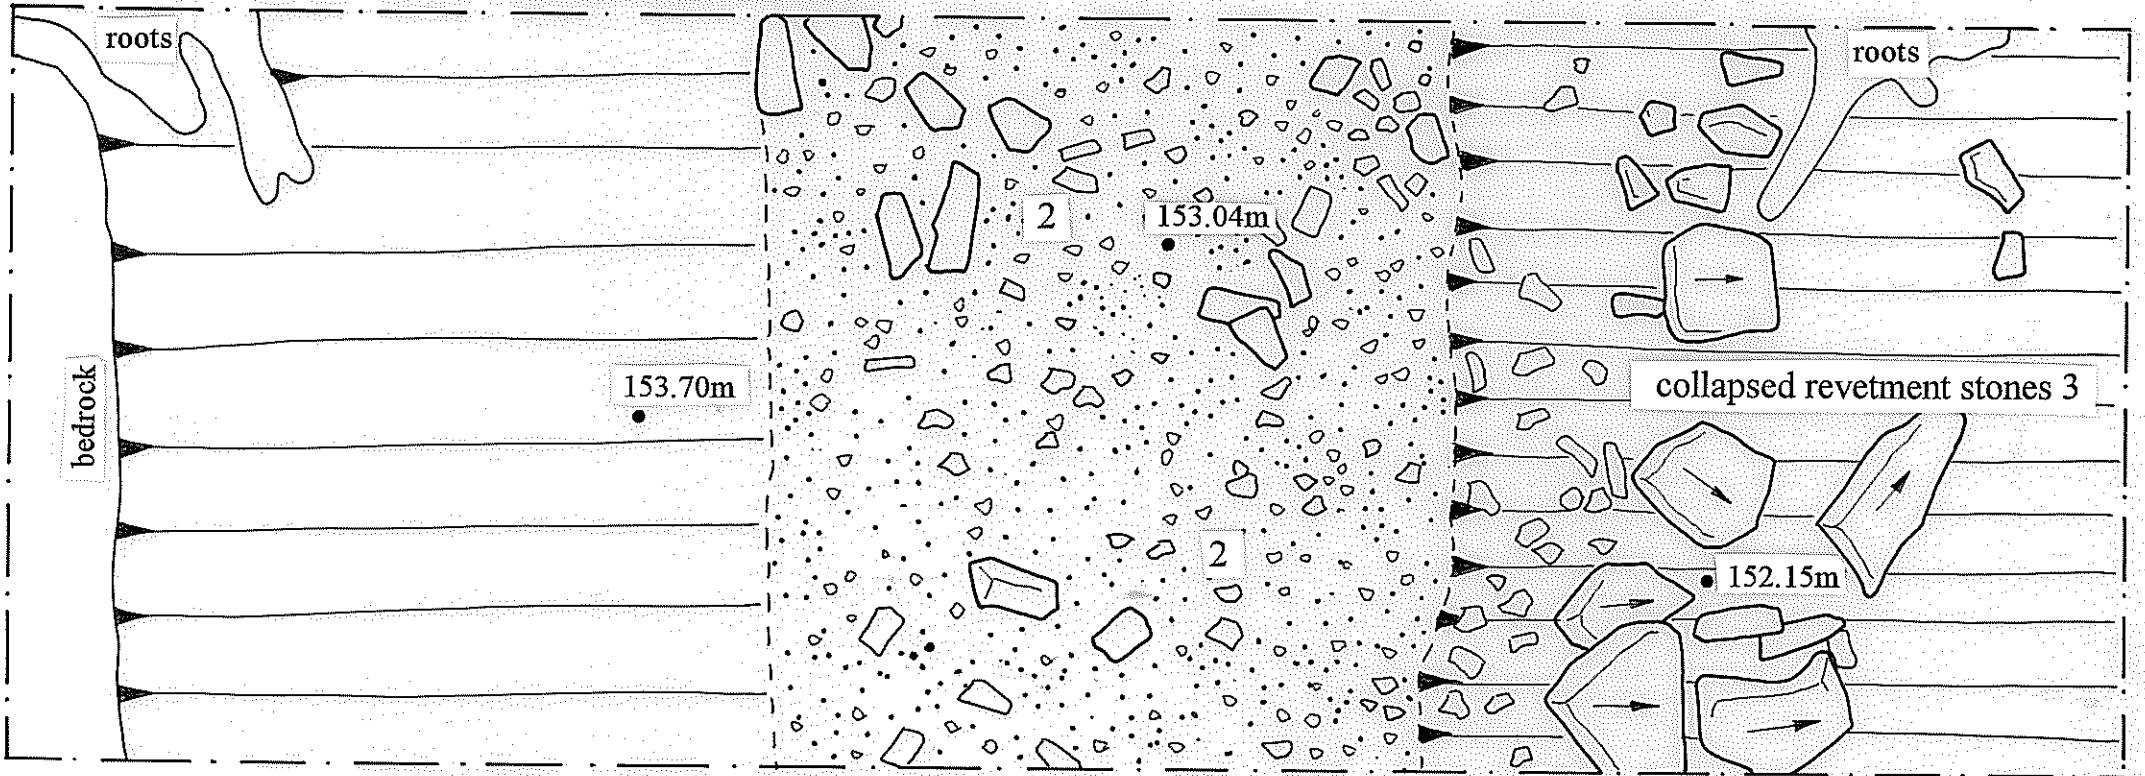 roots
roots
2
153.04m
153.70m
bedrock
collapsed revetment stones 3
2
152.15m